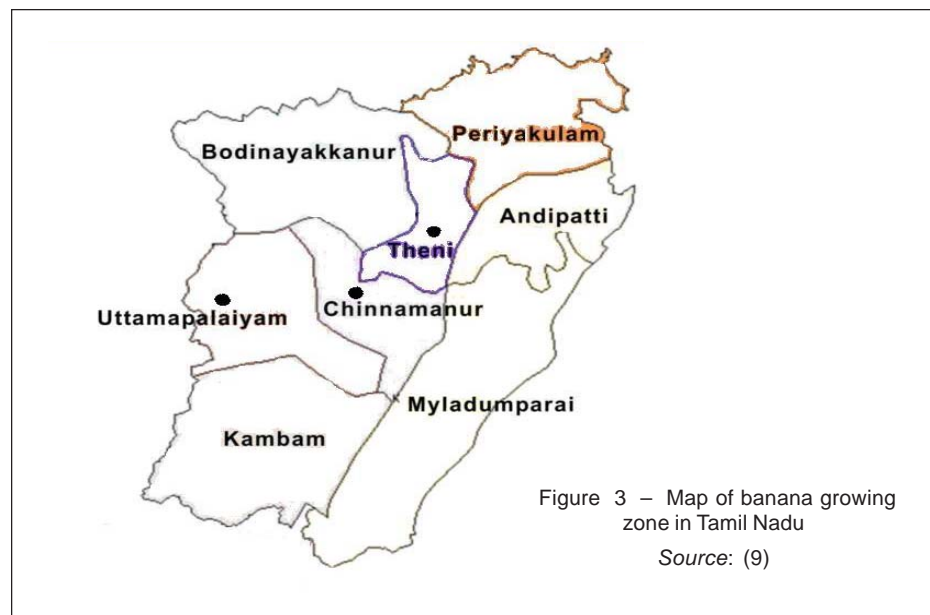 Periyakulam
Bodinayakkanur
Andipatti
Theni
Chinnamanur
Uttamapalaiyam
Myladumparai
Kambam
Figure 3 – Map of banana growing
zone in Tamil Nadu
Source: (9)